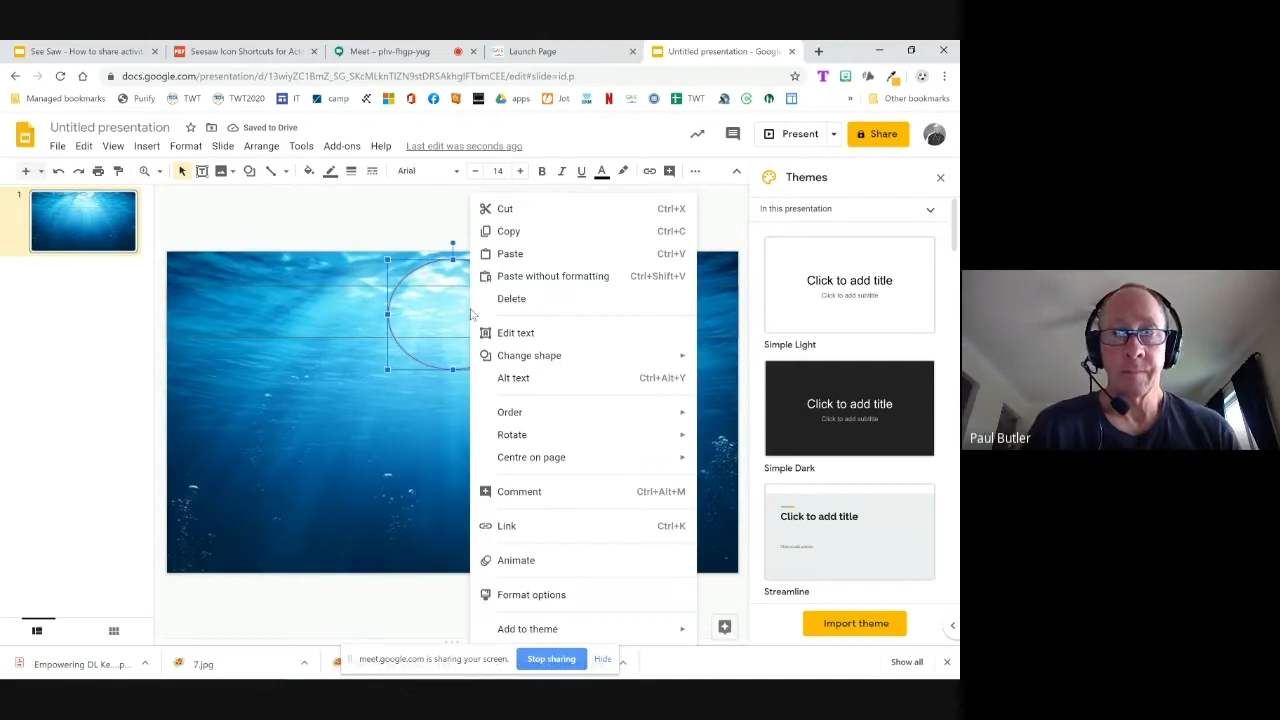 See Saw - How to share activit
Seesaw Icon Shortcuts for Act
Meet – phv-fhgp-yug
Launch Page
Untitled presentation - Google
docs.google.com/presentation/d/13wiyZC1BmZ_SG_SKcMLknTIZN9stDRSAkhgIFTbmCEE/edit#slide=id.p
Managed bookmarks
Purify
TWT
TWT2020
IT
camp
apps
Jot
TWT
»
Other bookmarks
Untitled presentation
Saved to Drive
Present
Share
File Edit View Insert Format Slide Arrange Tools Add-ons Help Last edit was seconds ago
Arial
14
B I U A
Themes
In this presentation
1
Cut Ctrl+X
Copy Ctrl+C
Paste Ctrl+V
Paste without formatting Ctrl+Shift+V
Delete
Edit text
Change shape
Alt text Ctrl+Alt+Y
Order
Rotate
Centre on page
Comment Ctrl+Alt+M
Link Ctrl+K
Animate
Format options
Add to theme
Click to add title
Click to add subtitle
Simple Light
Click to add title
Click to add subtitle
Simple Dark
Click to add title
Streamline
Import theme
Paul Butler
meet.google.com is sharing your screen.
Stop sharing
Hide
Empowering DL Ke....p...
7.jpg
Show all